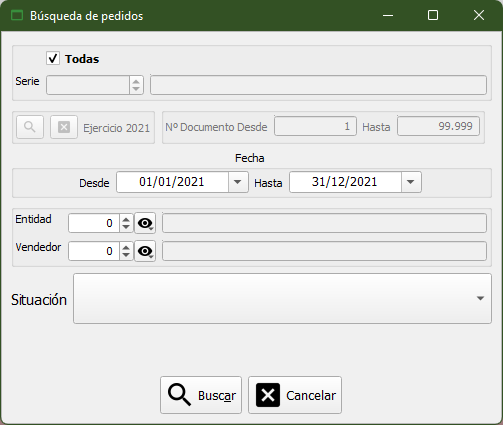 Búsqueda de pedidos
Todas
Serie
Ejercicio 2021 Nº Documento Desde 1 Hasta 99.999
Fecha
Desde 01/01/2021 Hasta 31/12/2021
Entidad 0
Vendedor 0
Situación
Buscar Cancelar